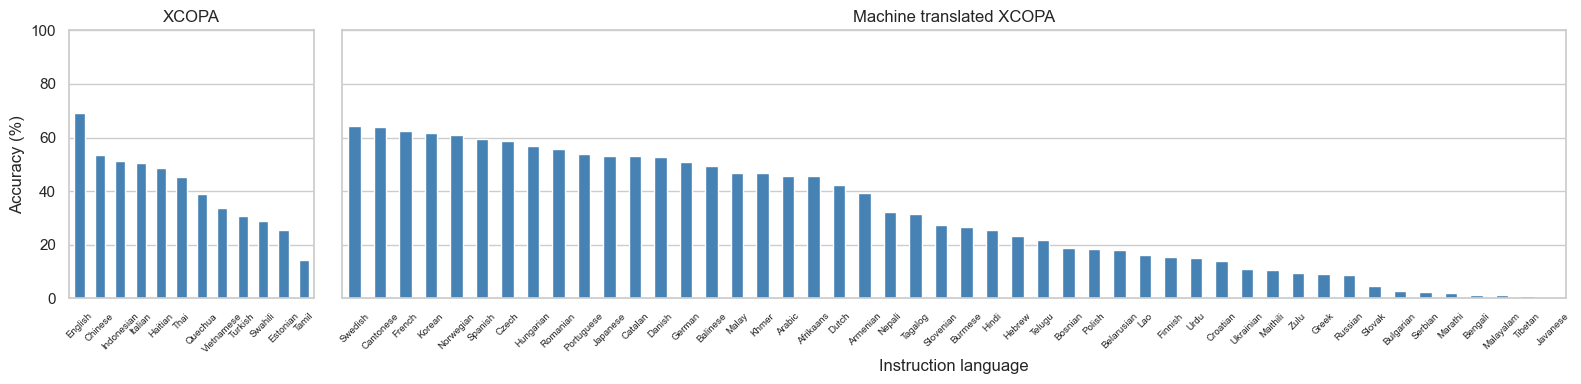 XCOPA
Machine translated XCOPA
Accuracy (%)
100
80
60
40
20
0
English
Chinese
Indonesian
Italian
Haitian
Thai
Quechua
Vietnamese
Turkish
Swahili
Estonian
Tamil
Swedish
Cantonese
French
Korean
Norwegian
Spanish
Czech
Hungarian
Romanian
Portuguese
Japanese
Catalan
Danish
German
Balinese
Malay
Khmer
Arabic
Afrikaans
Dutch
Armenian
Nepali
Tagalog
Slovenian
Burmese
Hindi
Hebrew
Telugu
Bosnian
Polish
Belarusian
Lao
Finnish
Urdu
Croatian
Ukrainian
Maithili
Zulu
Greek
Russian
Slovak
Bulgarian
Serbian
Marathi
Bengali
Malayalam
Tibetan
Javanese
Instruction language